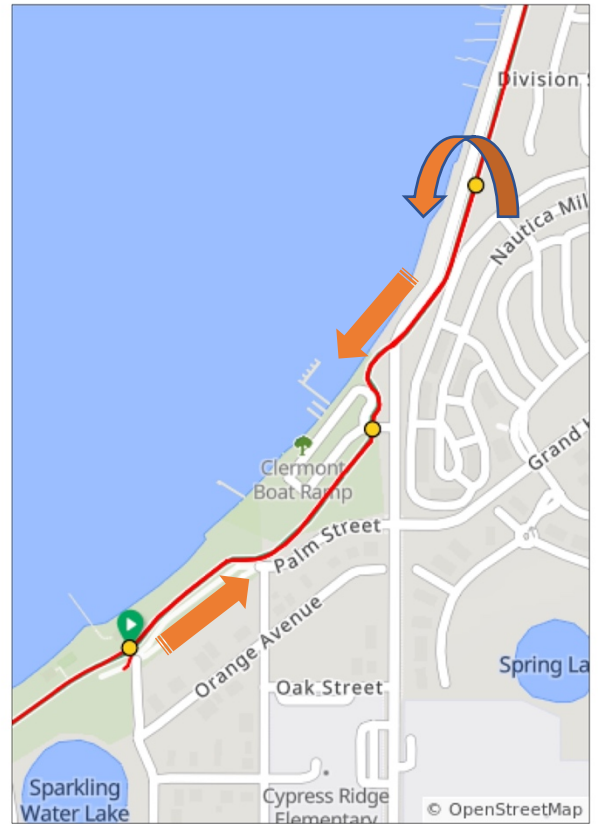 Division
Nautica Mil
Grand
Clermont
Boat Ramp
Palm Street
Orange Avenue
Oak Street
Spring La
Sparkling
Water Lake
Cypress Ridge
Elementary
© OpenStreetMap